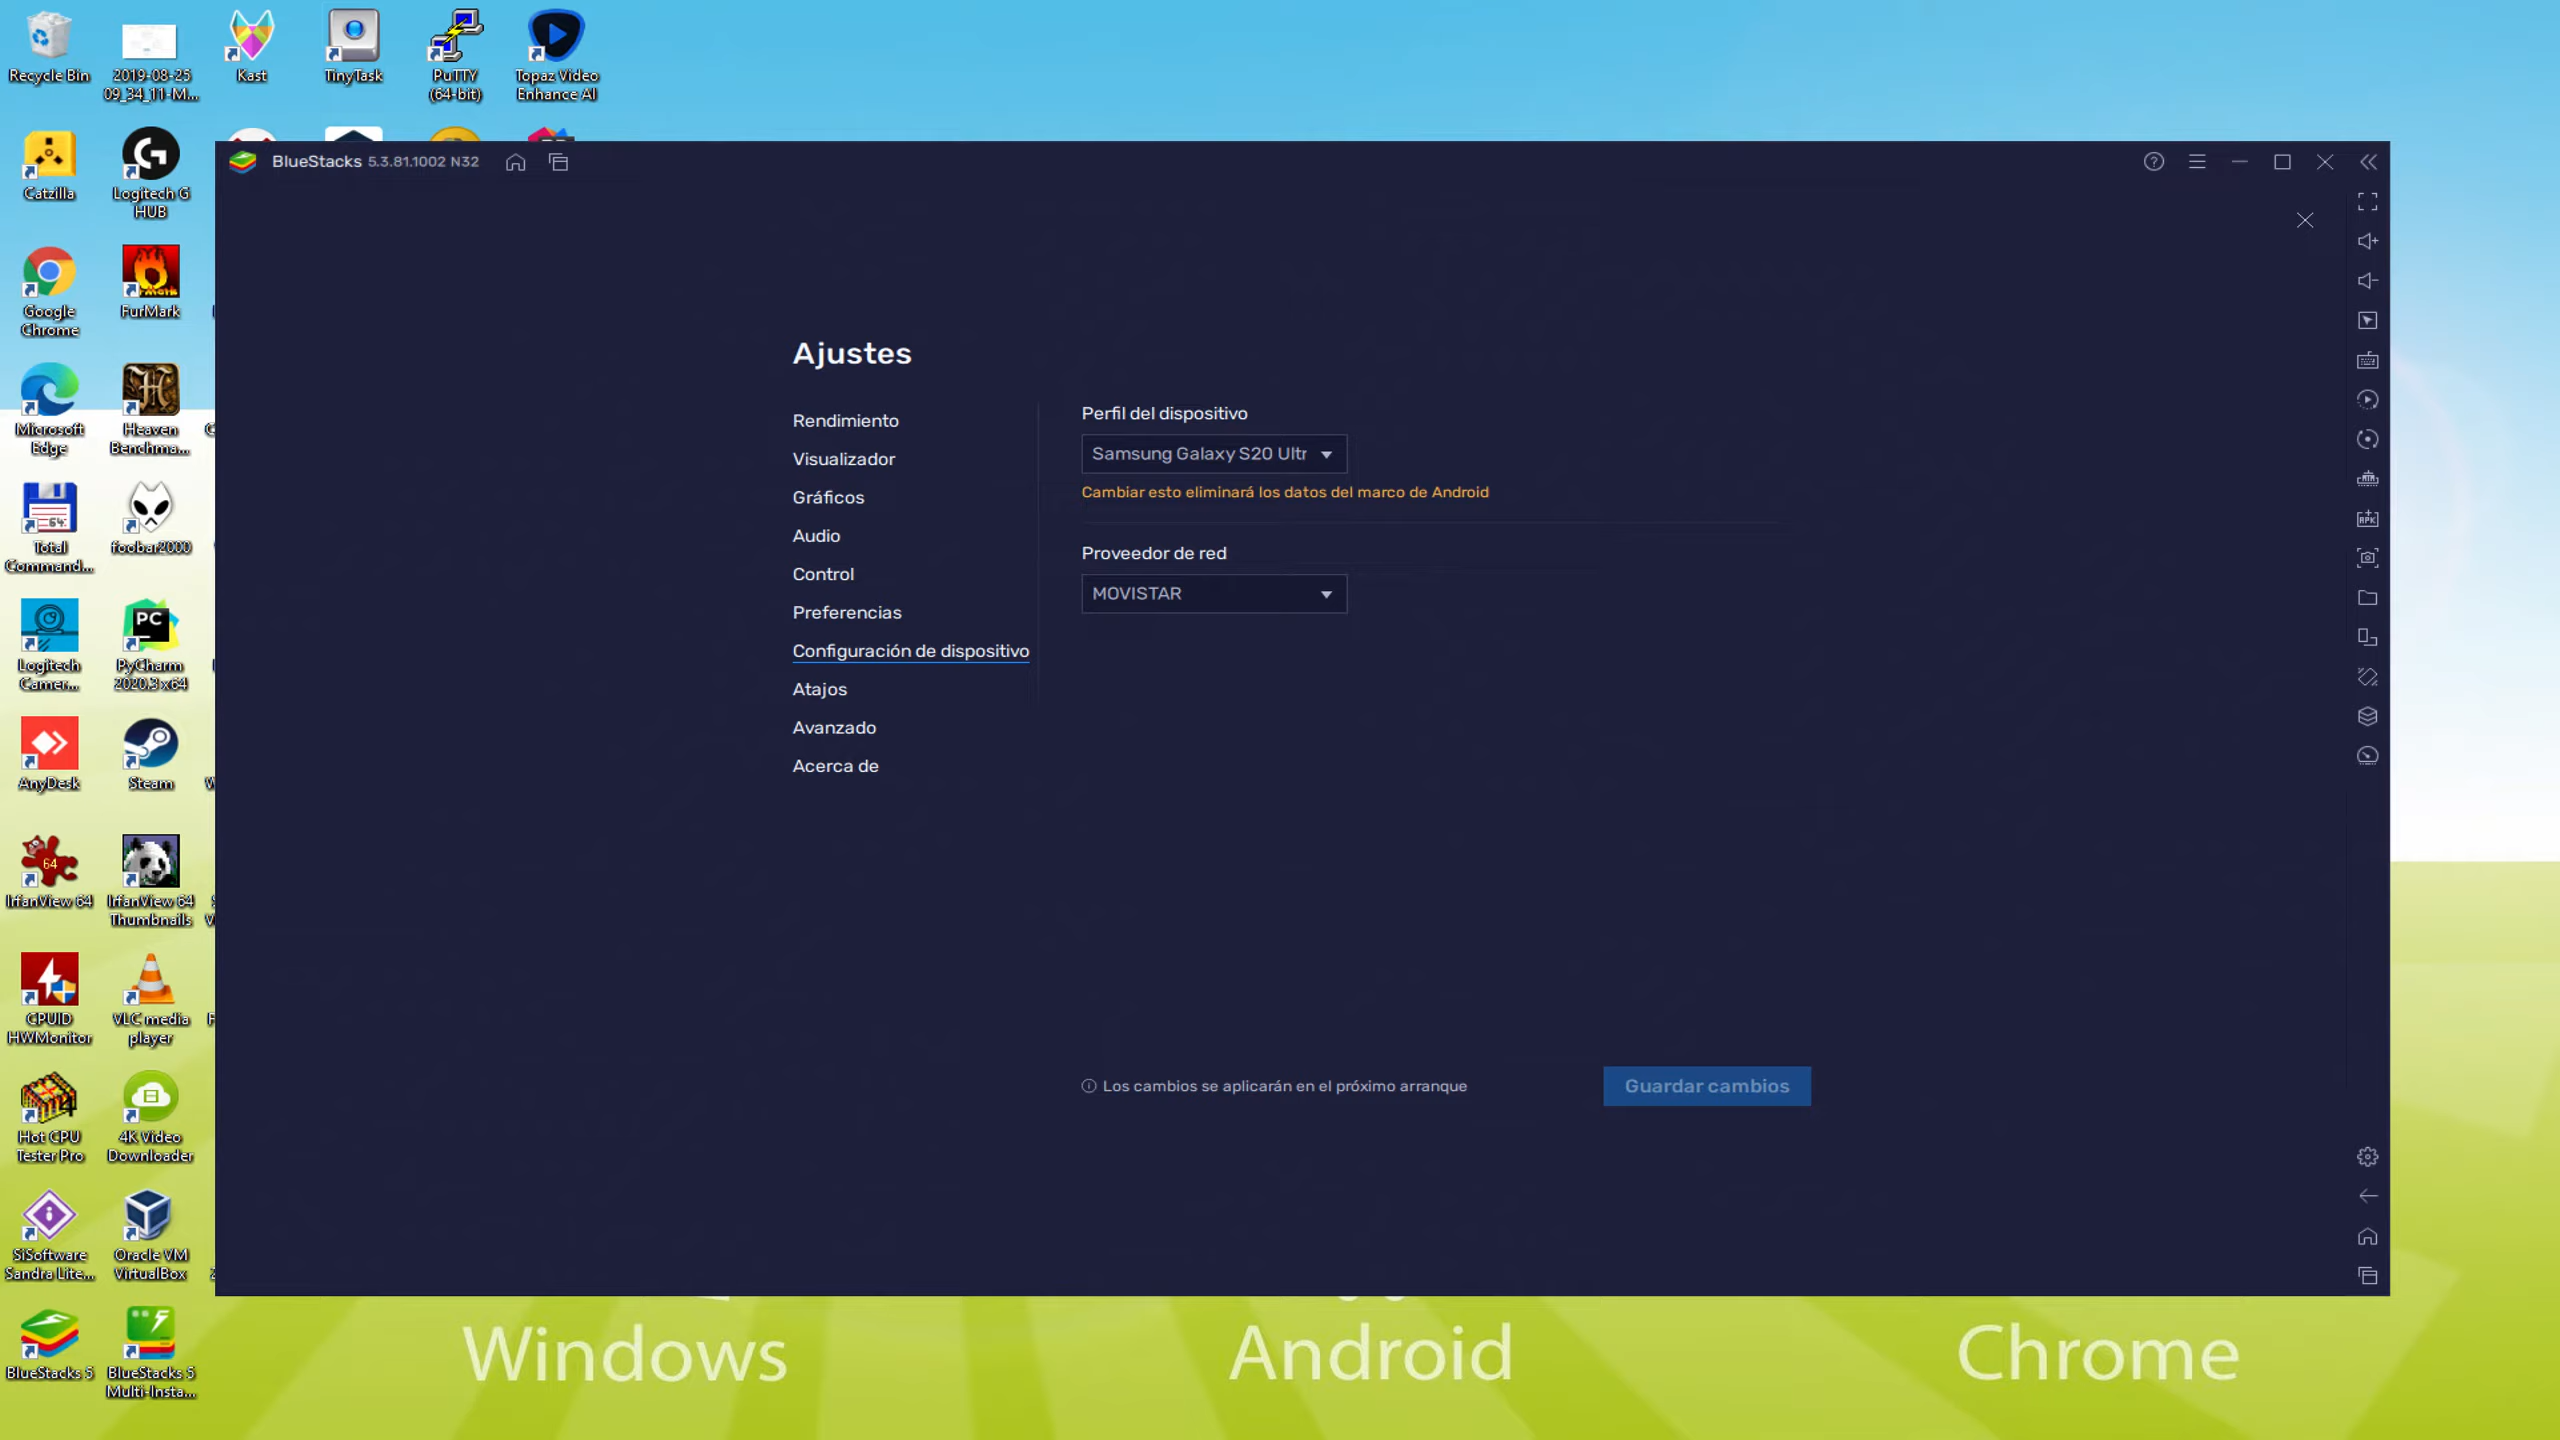 Recycle Bin
2019-08-25
09_34_11-M...
Kast
TinyTask
PuTTY
(64-bit)
Topaz Video
Enhance AI
Catzilla
Logitech G
HUB
Google
Chrome
FurMark
Microsoft
Edge
Heaven
Benchma...
Total
Command...
foobar2000
Logitech
Camer...
PyCharm
2020.3 x64
AnyDesk
Steam
IrfanView 64
IrfanView 64
Thumbnails
CPUID
HWMonitor
VLC media
player
Hot CPU
Tester Pro
4K Video
Downloader
SiSoftware
Sandra Lite...
Oracle VM
VirtualBox
BlueStacks 5
BlueStacks 5
Multi-Insta...
BlueStacks 5.3.81.1002 N32
Ajustes
Rendimiento
Visualizador
Gráficos
Audio
Control
Preferencias
Configuración de dispositivo
Atajos
Avanzado
Acerca de
Perfil del dispositivo
Samsung Galaxy S20 Ultr
Cambiar esto eliminará los datos del marco de Android
Proveedor de red
MOVISTAR
Los cambios se aplicarán en el próximo arranque
Guardar cambios
Windows
Android
Chrome